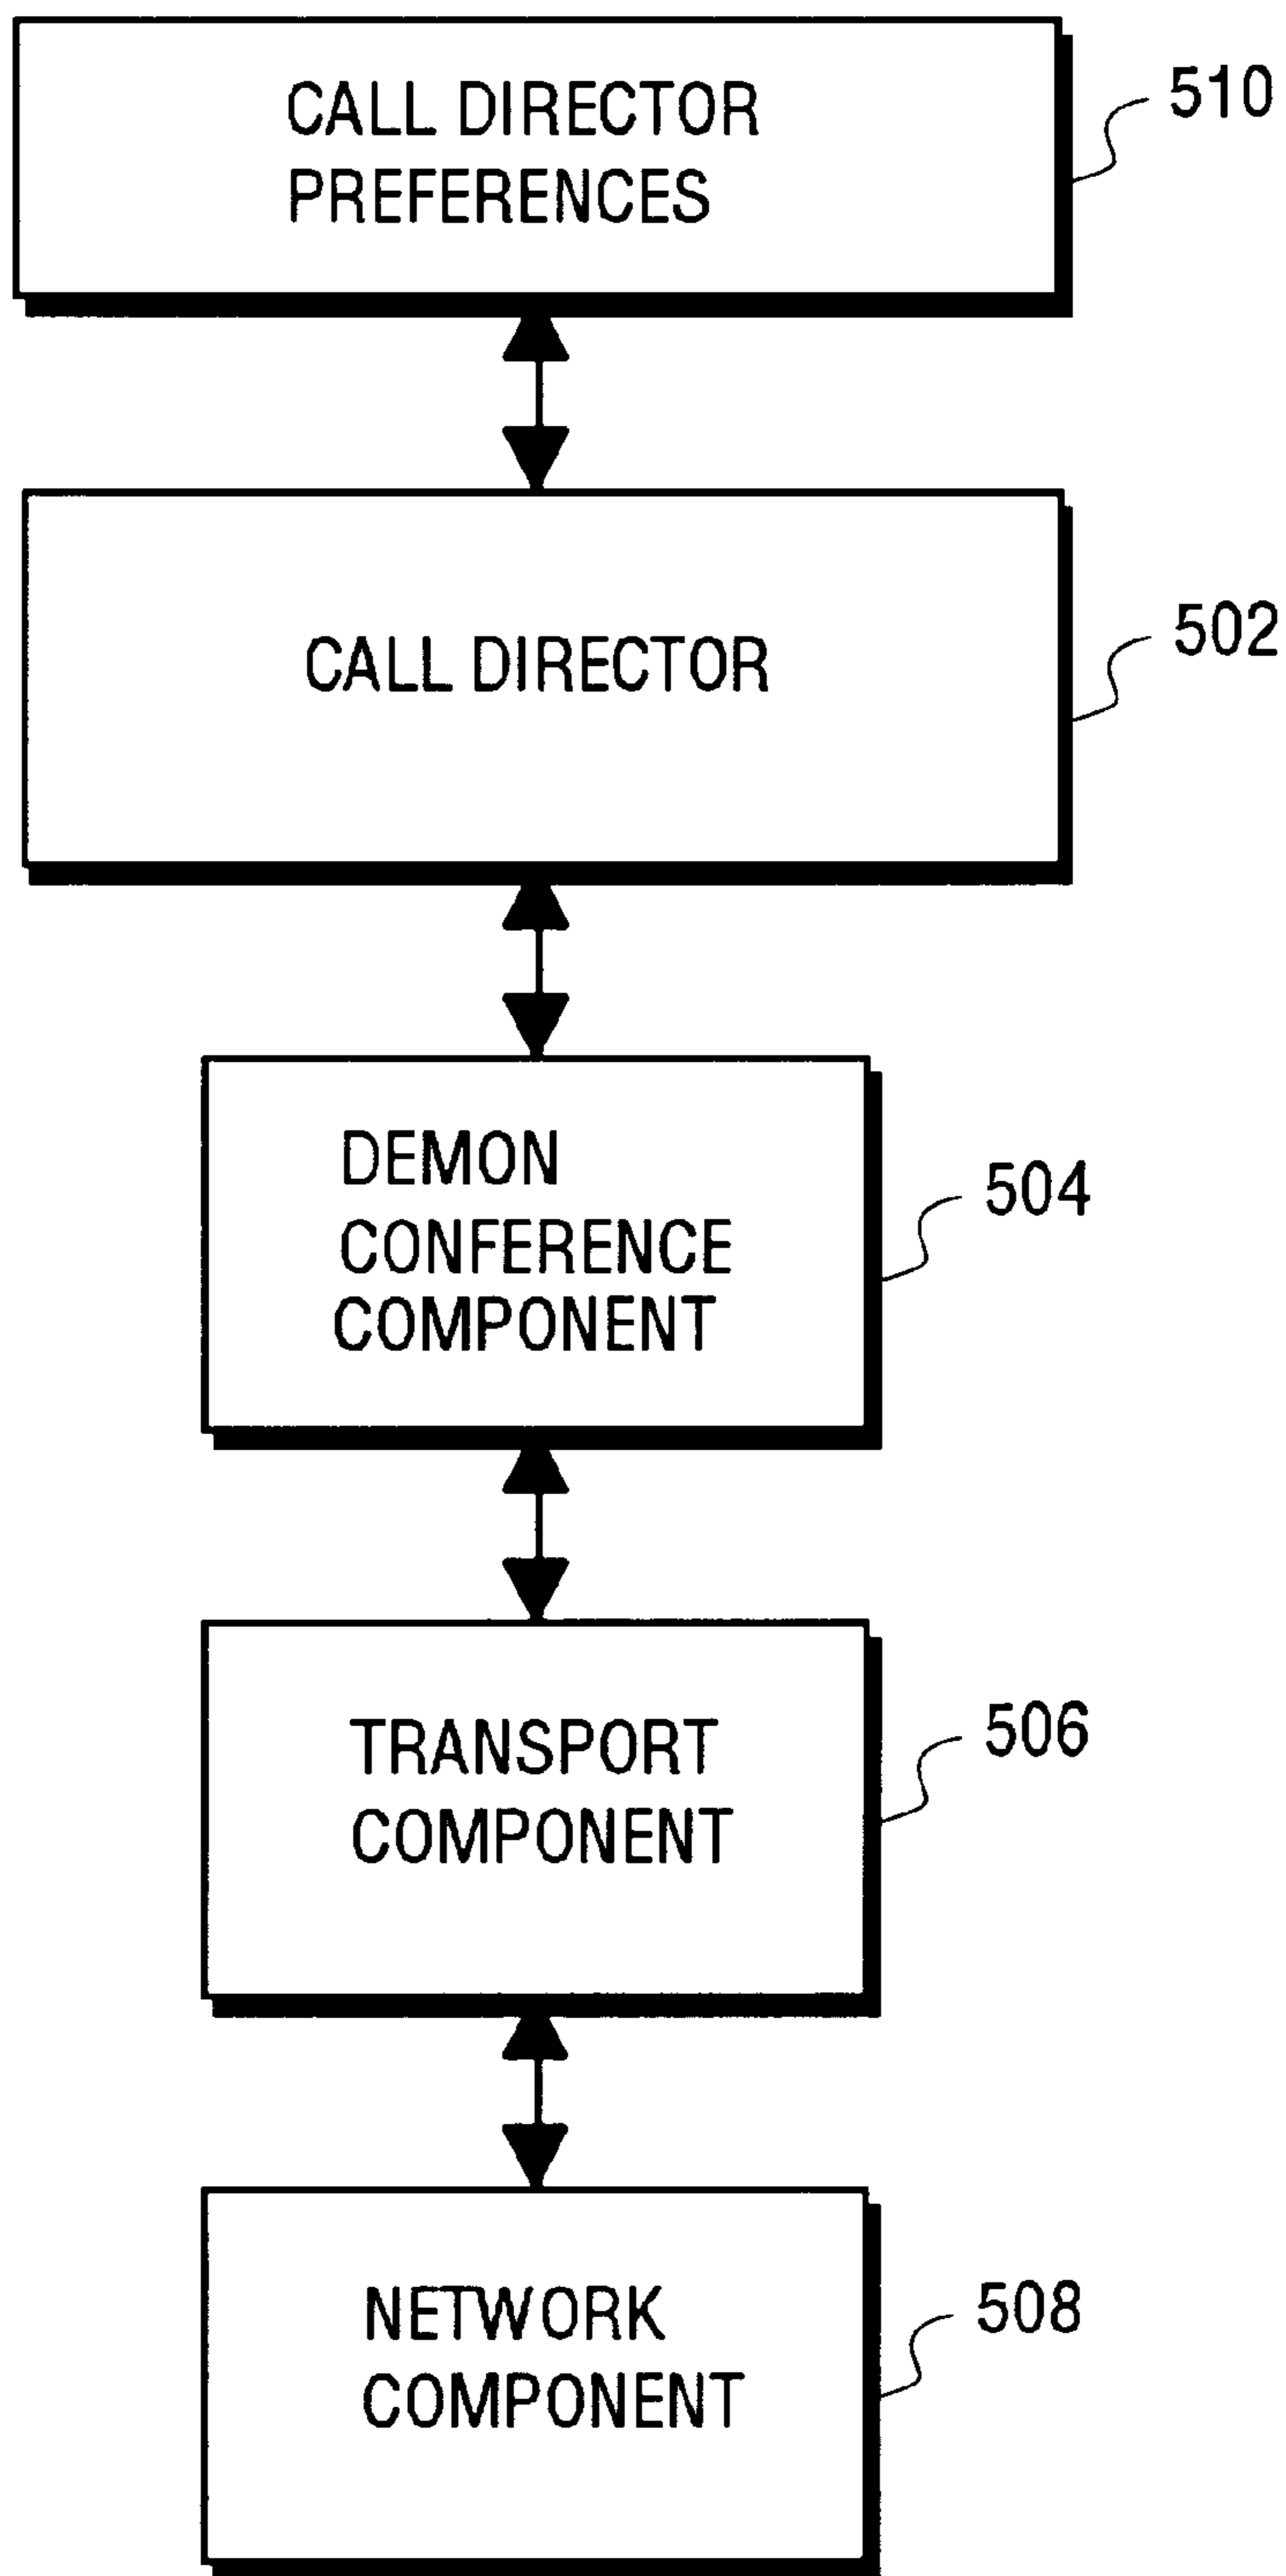 CALL DIRECTOR
PREFERENCES
510
CALL DIRECTOR
502
DEMON
CONFERENCE
COMPONENT
504
TRANSPORT
COMPONENT
506
NETWORK
COMPONENT
508